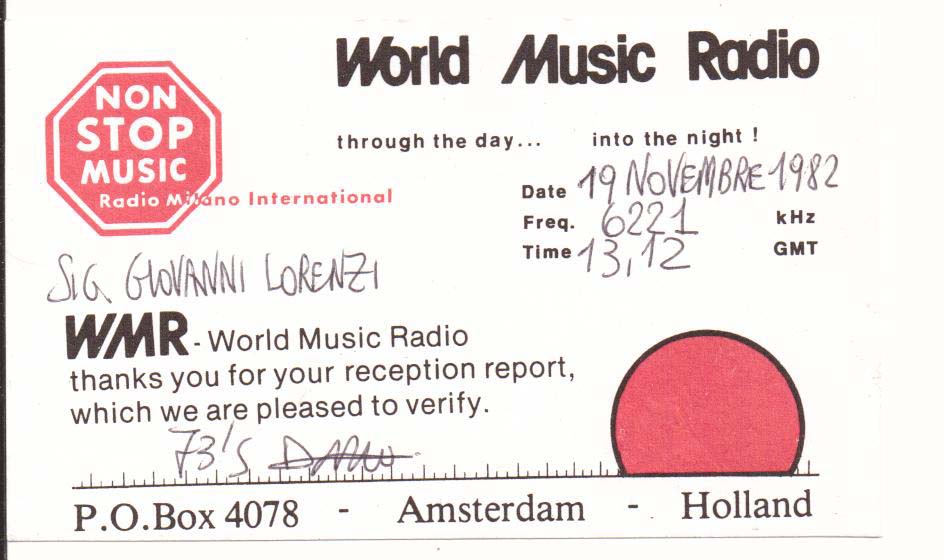 World Music Radio
NON
STOP
MUSIC
Radio Milano International
through the day... into the night !
Date 19 NOVEMBRE 1982
Freq. 6221 kHz
Time 13,12 GMT
SIG. GIOVANNI LORENZI
WMR - World Music Radio
thanks you for your reception report,
which we are pleased to verify.
73's
P.O.Box 4078 - Amsterdam - Holland